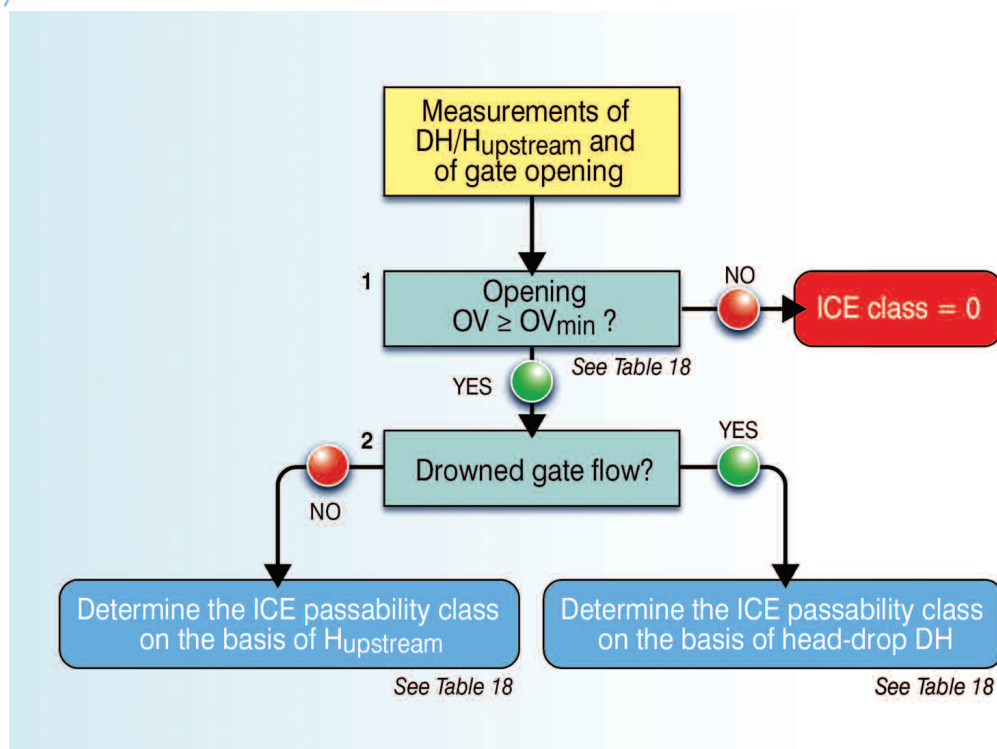 Measurements of
DH/Hupstream and
of gate opening
1
Opening
OV ≥ OVmin ?
NO
ICE class = 0
See Table 18
YES
2
Drowned gate flow?
YES
NO
Determine the ICE passability class
on the basis of Hupstream
See Table 18
Determine the ICE passability class
on the basis of head-drop DH
See Table 18